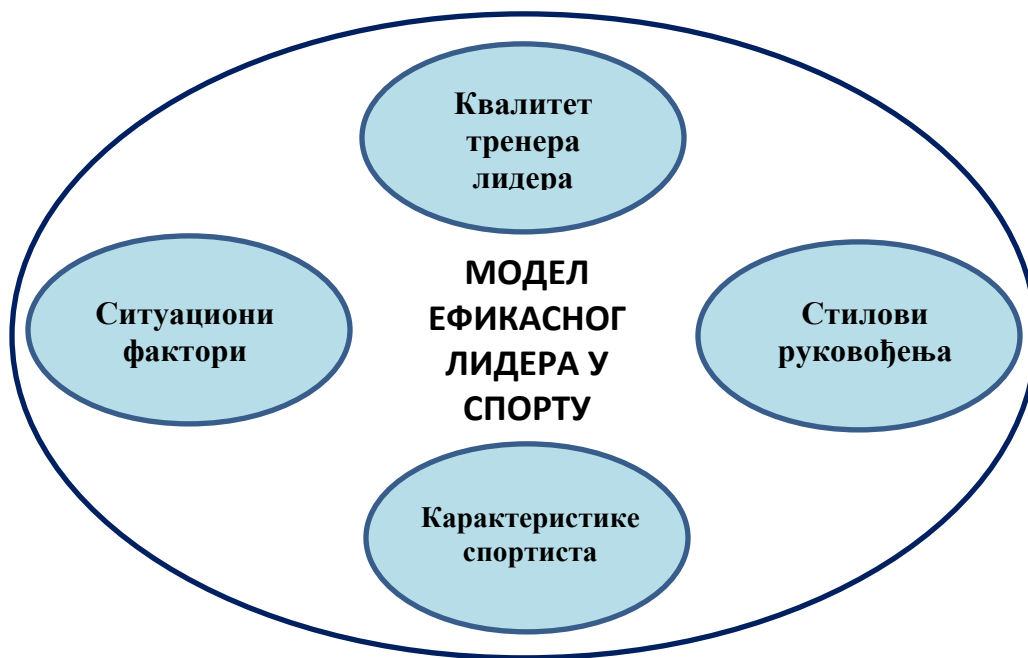 Квалитет
тренера
лидера
МОДЕЛ
ЕФИКАСНОГ
ЛИДЕРА У
СПОРТУ
Ситуациони
фактори
Стилови
руковођења
Карактеристике
спортиста